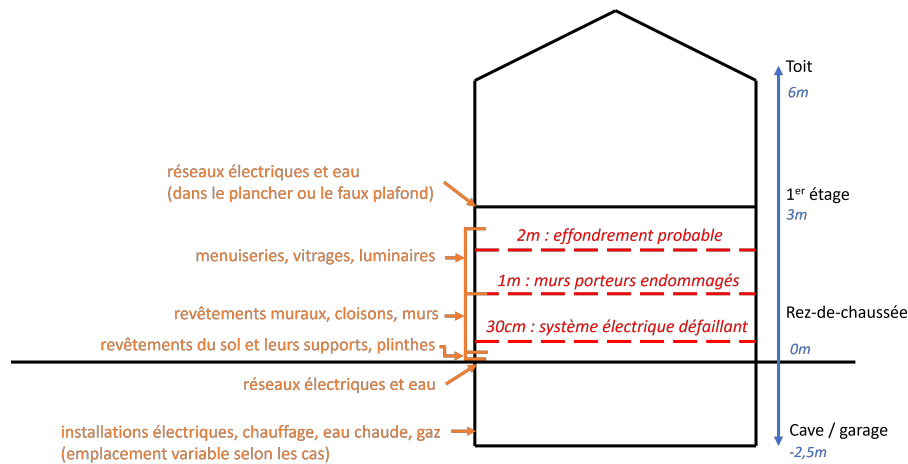 Toit
6m
réseaux électriques et eau
(dans le plancher ou le faux plafond)
1er étage
3m
2m : effondrement probable
menuiseries, vitrages, luminaires
1m : murs porteurs endommagés
revêtements muraux, cloisons, murs
Rez-de-chaussée
30cm : système électrique défaillant
revêtements du sol et leurs supports, plinthes
0m
réseaux électriques et eau
installations électriques, chauffage, eau chaude, gaz
(emplacement variable selon les cas)
Cave / garage
-2,5m